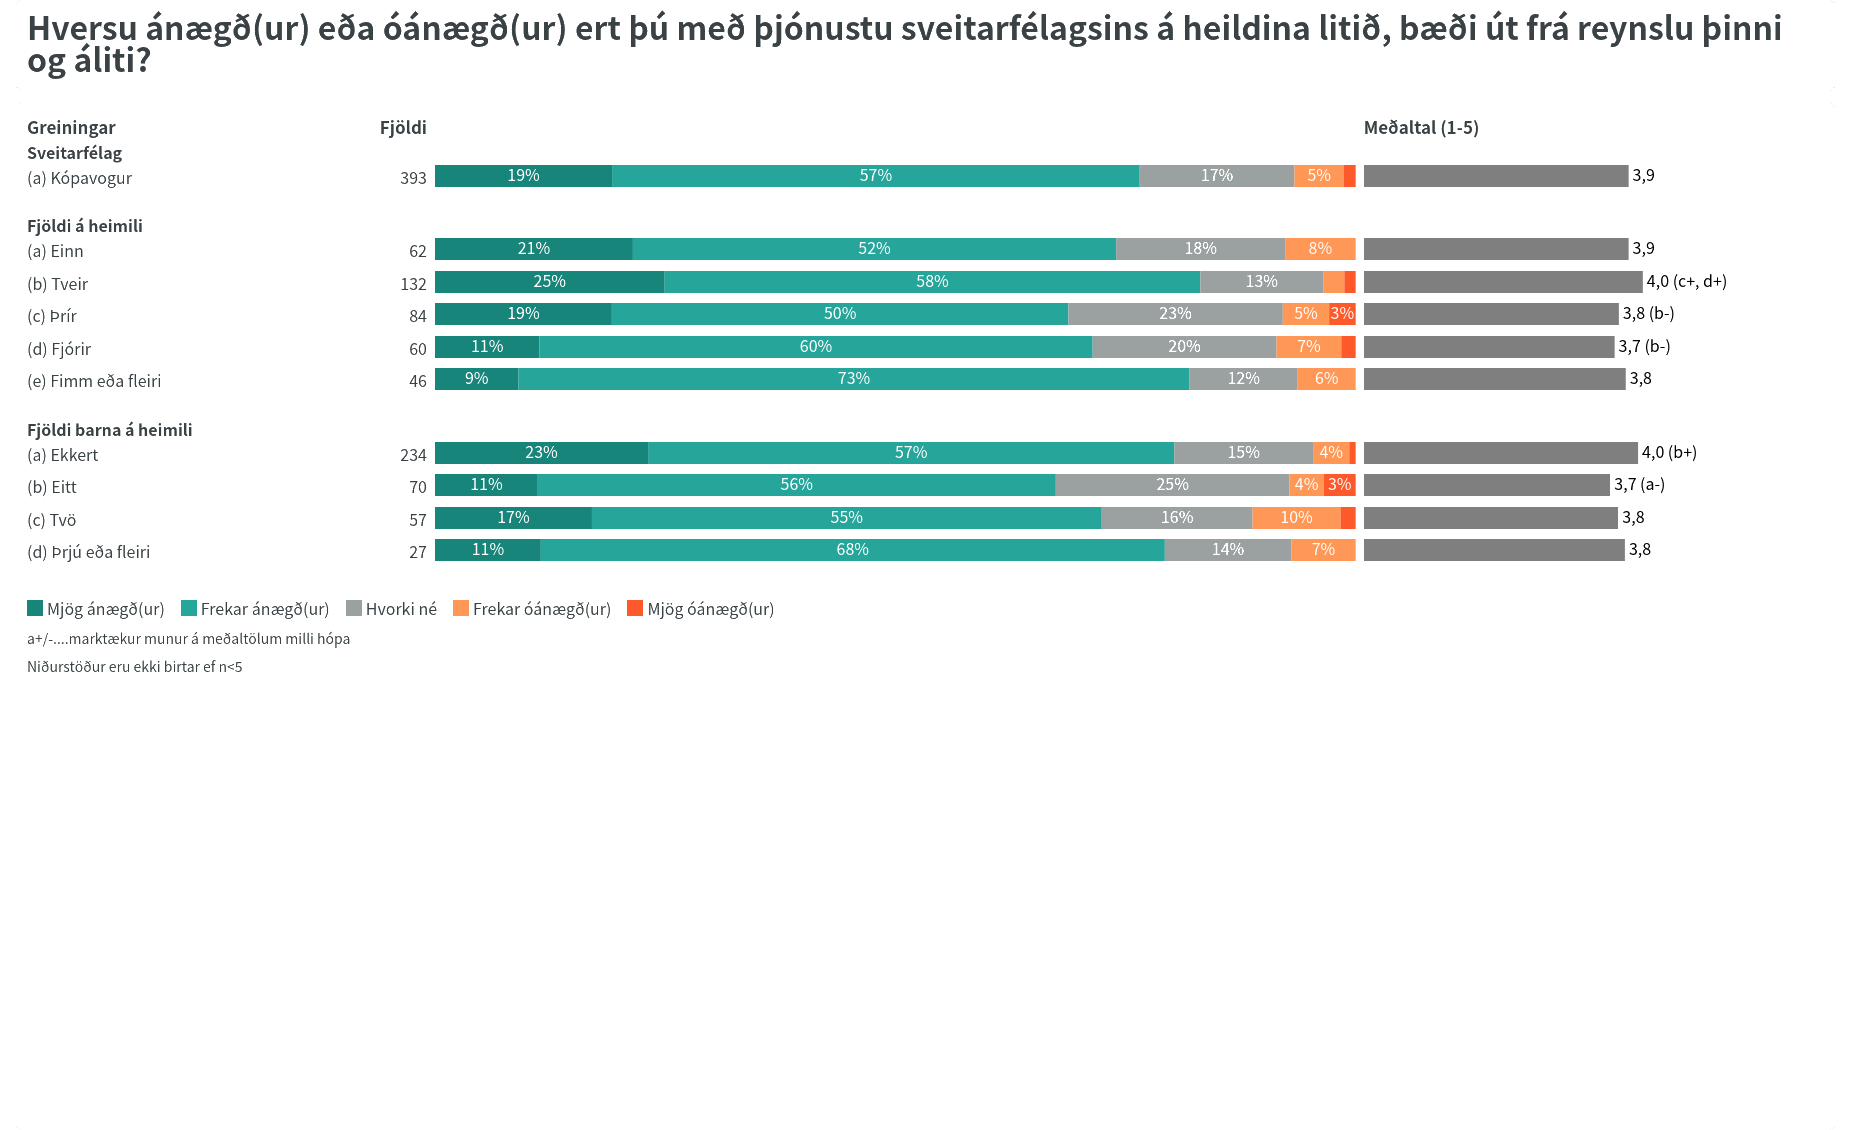 Hversu ánægð(ur) eða óánægð(ur) ert þú með þjónustu sveitarfélagsins á heildina litið, bæði út frá reynslu þinni
og áliti?
Greiningar Fjöldi Meðaltal (1-5)
Sveitarfélag
(a) Kópavogur 393 19% 57% 17% 5% 3,9
Fjöldi á heimili
(a) Einn 62 21% 52% 18% 8% 3,9
(b) Tveir 132 25% 58% 13% 4,0 (c+, d+)
(c) Þrír 84 19% 50% 23% 5% 3% 3,8 (b-)
(d) Fjórir 60 11% 60% 20% 7% 3,7 (b-)
(e) Fimm eða fleiri 46 9% 73% 12% 6% 3,8
Fjöldi barna á heimili
(a) Ekkert 234 23% 57% 15% 4% 4,0 (b+)
(b) Eitt 70 11% 56% 25% 4% 3% 3,7 (a-)
(c) Tvö 57 17% 55% 16% 10% 3,8
(d) Þrjú eða fleiri 27 11% 68% 14% 7% 3,8
Mjög ánægð(ur) Frekar ánægð(ur) Hvorki né Frekar óánægð(ur) Mjög óánægð(ur)
a+/-....marktækur munur á meðaltölum milli hópa
Niðurstöður eru ekki birtar ef n<5